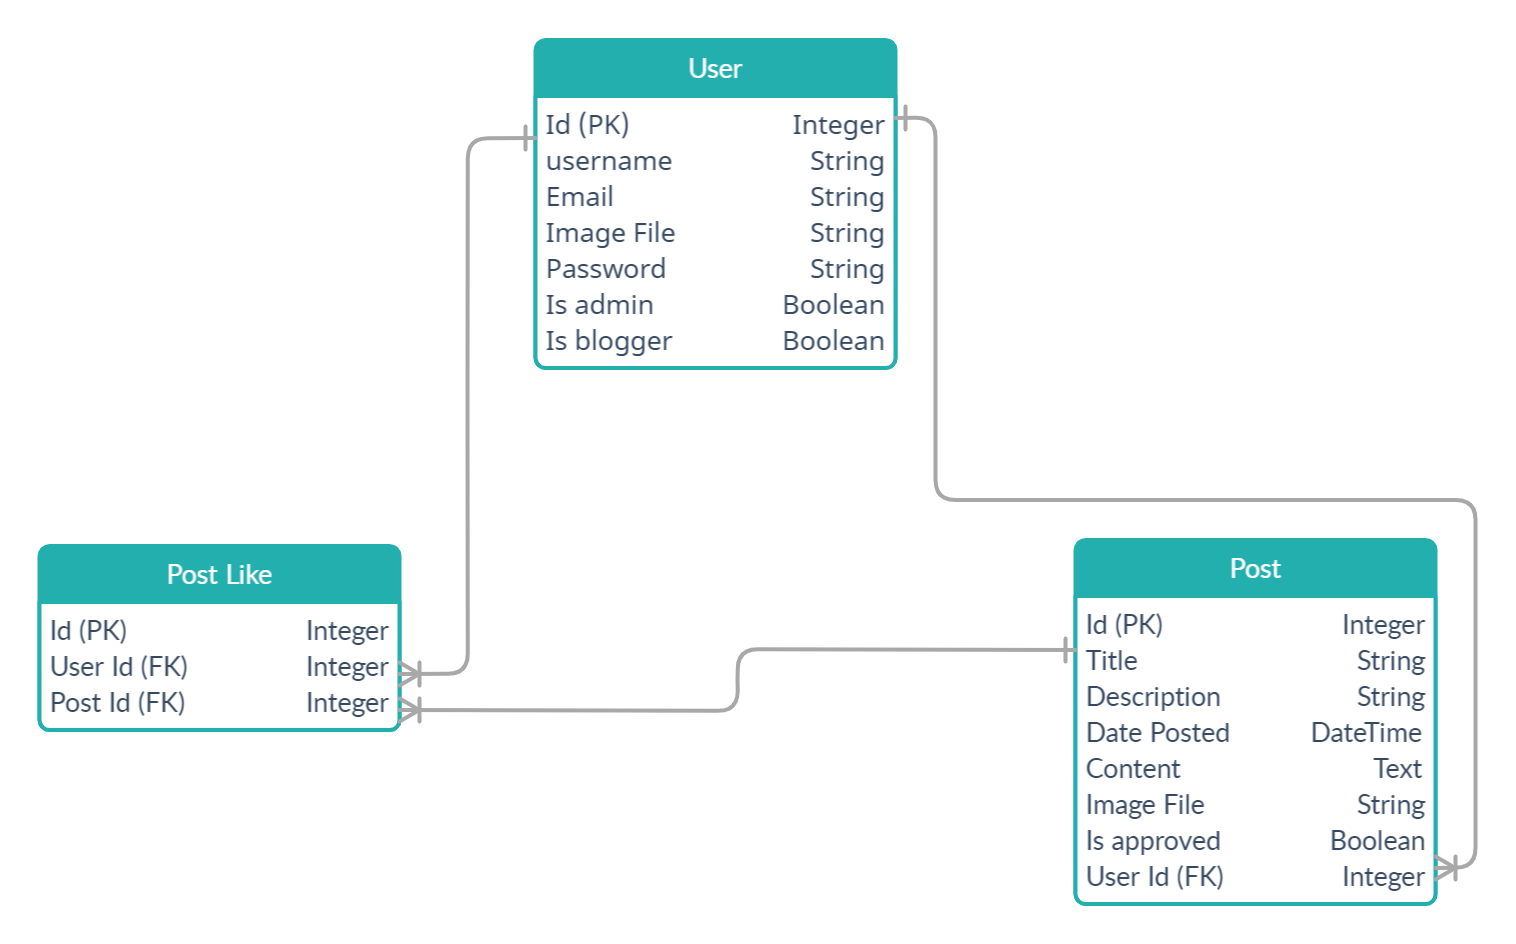 User
Id (PK) Integer
username String
Email String
Image File String
Password String
Is admin Boolean
Is blogger Boolean
Post Like
Id (PK) Integer
User Id (FK) Integer
Post Id (FK) Integer
Post
Id (PK) Integer
Title String
Description String
Date Posted DateTime
Content Text
Image File String
Is approved Boolean
User Id (FK) Integer